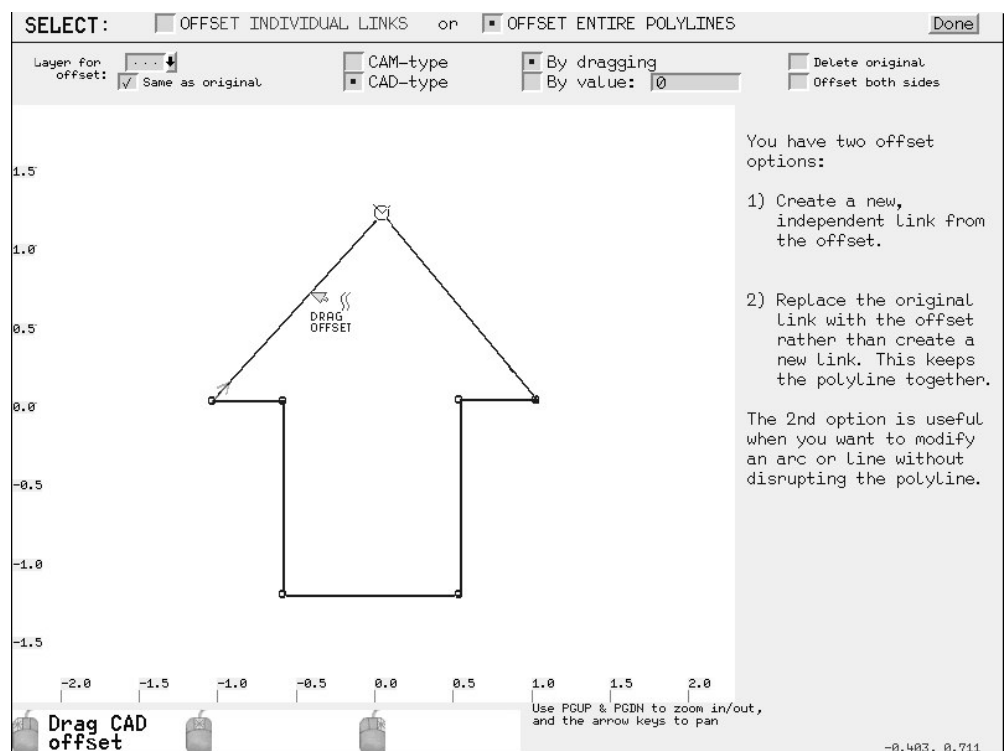 SELECT: OFFSET INDIVIDUAL LINKS or OFFSET ENTIRE POLYLINES Done
Layer for offset: ...
Same as original
CAM-type
CAD-type
By dragging
By value: 0
Delete original
Offset both sides
You have two offset
options:
1) Create a new,
independent link from
the offset.
2) Replace the original
link with the offset
rather than create a
new link. This keeps
the polyline together.
The 2nd option is useful
when you want to modify
an arc or line without
disrupting the polyline.
1.5
1.0
0.5
0.0
-0.5
-1.0
-1.5
DRAG
OFFSET
-2.0 -1.5 -1.0 -0.5 0.0 0.5 1.0 1.5 2.0
Drag CAD
offset
Use PGUP & PGDN to zoom in/out,
and the arrow keys to pan
-0.403, 0.711